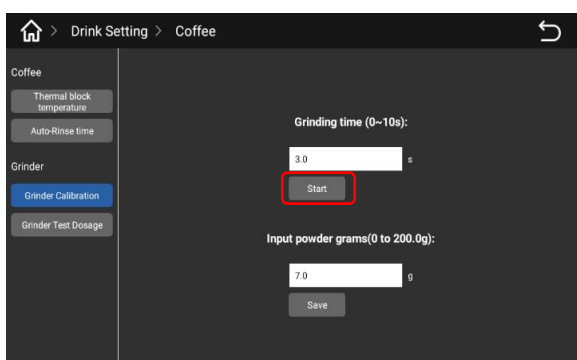 > Drink Setting > Coffee
Coffee
Thermal block
temperature
Auto-Rinse time
Grinder
Grinder Calibration
Grinder Test Dosage
Grinding time (0~10s):
3.0 s
Start
Input powder grams(0 to 200.0g):
7.0 g
Save